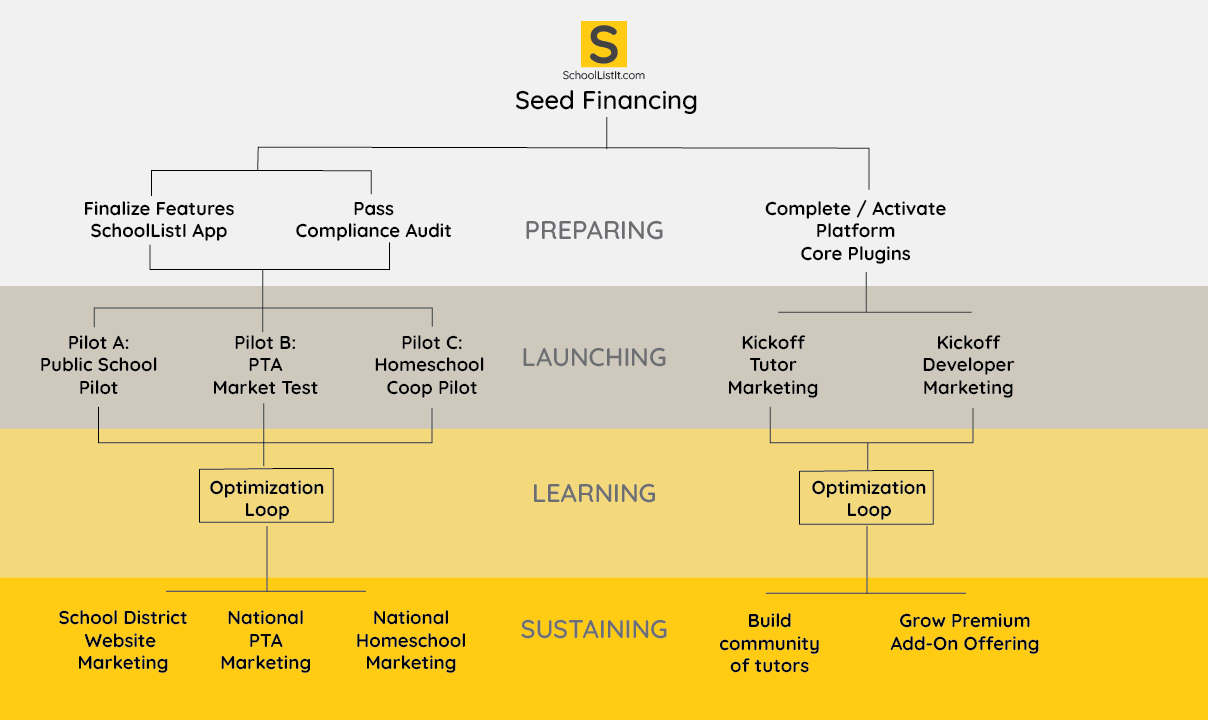 S
SchoolListIt.com
Seed Financing
Finalize Features
SchoolListI App
Pass
Compliance Audit
PREPARING
Complete / Activate
Platform
Core Plugins
Pilot A:
Public School
Pilot
Pilot B:
PTA
Market Test
Pilot C:
Homeschool
Coop Pilot
LAUNCHING
Kickoff
Tutor
Marketing
Kickoff
Developer
Marketing
Optimization
Loop
LEARNING
Optimization
Loop
School District
Website
Marketing
National
PTA
Marketing
National
Homeschool
Marketing
SUSTAINING
Build
community
of tutors
Grow Premium
Add-On Offering